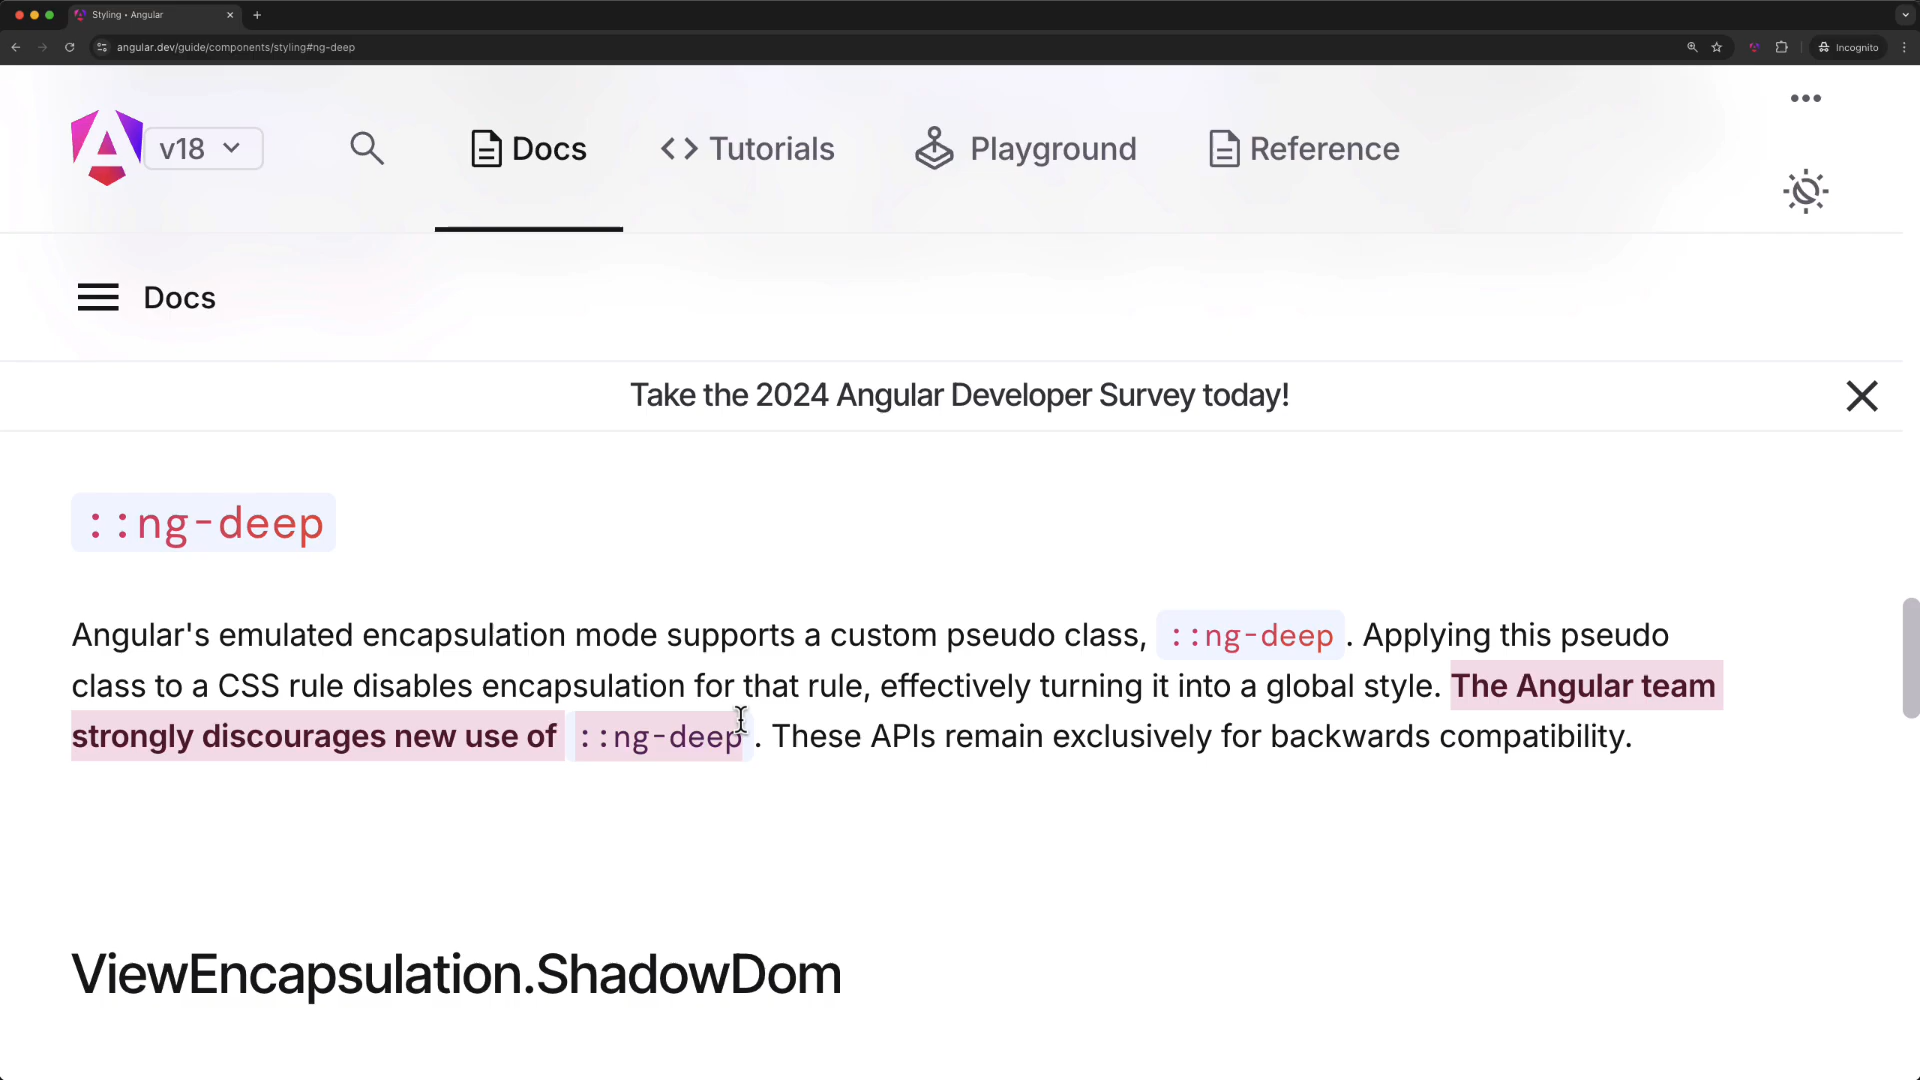 Styling • Angular
angular.dev/guide/components/styling#ng-deep
Incognito
v18
Docs
Tutorials
Playground
Reference
Docs
Take the 2024 Angular Developer Survey today!
::ng-deep
Angular's emulated encapsulation mode supports a custom pseudo class, ::ng-deep. Applying this pseudo
class to a CSS rule disables encapsulation for that rule, effectively turning it into a global style. The Angular team
strongly discourages new use of ::ng-deep. These APIs remain exclusively for backwards compatibility.
ViewEncapsulation.ShadowDom